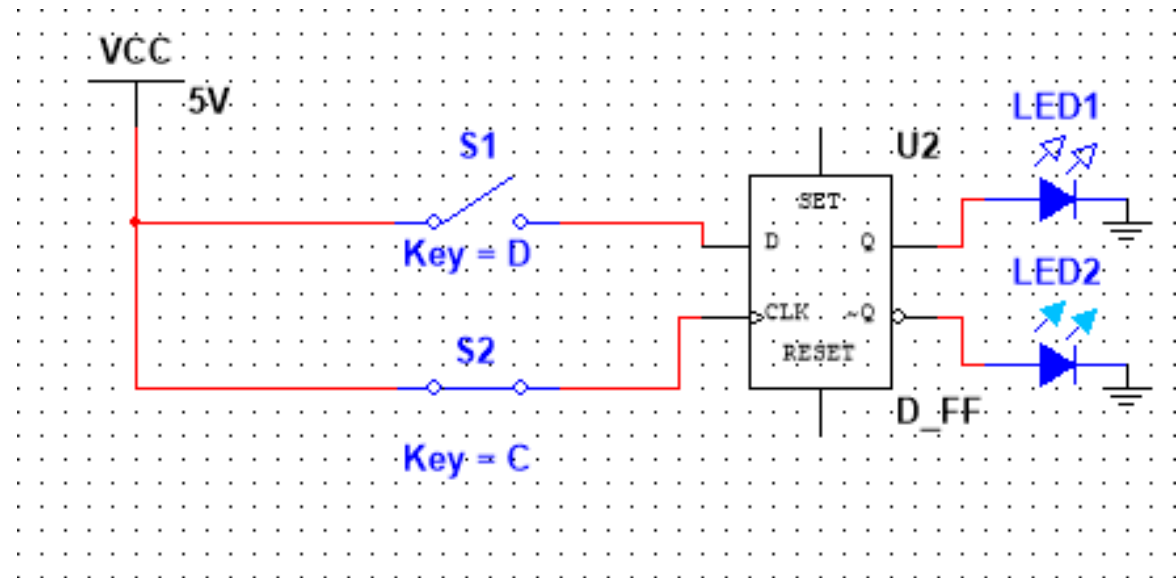 VCC
5V
S1
Key = D
S2
Key = C
U2
SET
D Q
CLK ~Q
RESET
D_FF
LED1
LED2